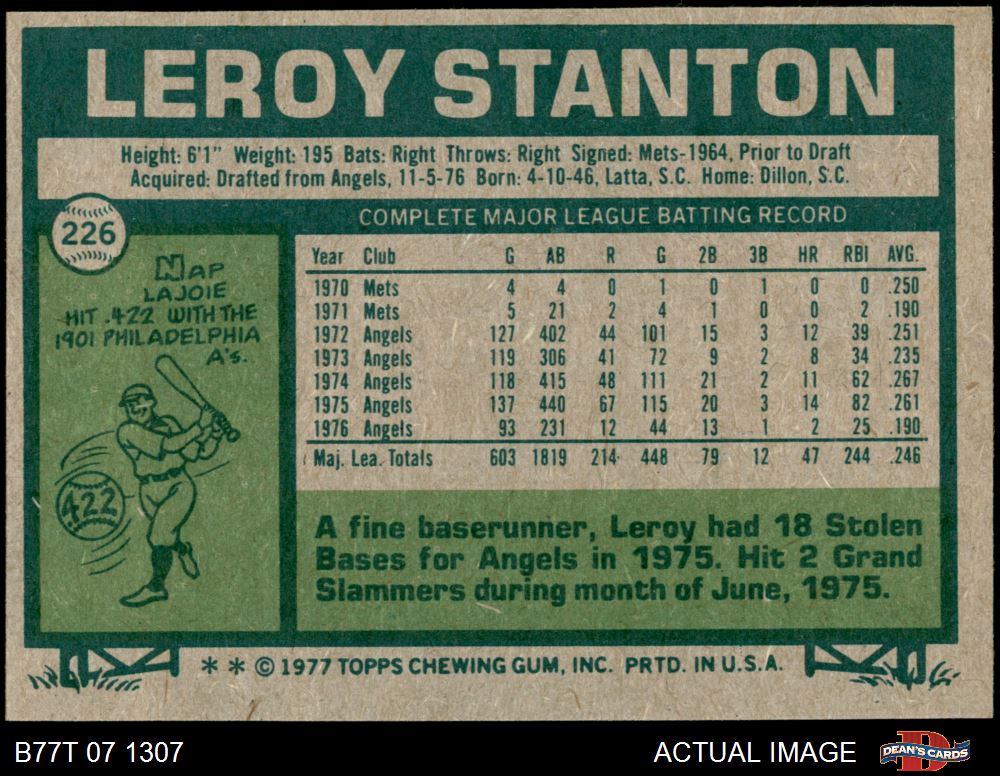 LEROY STANTON
Height: 6'1" Weight: 195 Bats: Right Throws: Right Signed: Mets-1964, Prior to Draft
Acquired: Drafted from Angels, 11-5-76 Born: 4-10-46, Latta, S.C. Home: Dillon, S.C.
226
NAP
LAJOIE
HIT .422 WITH THE
1901 PHILADELPHIA
A's.
.422
COMPLETE MAJOR LEAGUE BATTING RECORD
Year Club G AB R G 2B 3B HR RBI AVG.
1970 Mets 4 4 0 1 0 1 0 0 .250
1971 Mets 5 21 2 4 1 0 0 2 .190
1972 Angels 127 402 44 101 15 3 12 39 .251
1973 Angels 119 306 41 72 9 2 8 34 .235
1974 Angels 118 415 48 111 21 2 11 62 .267
1975 Angels 137 440 67 115 20 3 14 82 .261
1976 Angels 93 231 12 44 13 1 2 25 .190
Maj. Lea. Totals 603 1819 214 448 79 12 47 244 .246
A fine baserunner, Leroy had 18 Stolen
Bases for Angels in 1975. Hit 2 Grand
Slammers during month of June, 1975.
* * © 1977 TOPPS CHEWING GUM, INC. PRTD. IN U.S.A.
B77T 07 1307 ACTUAL IMAGE
D
DEAN'S CARDS